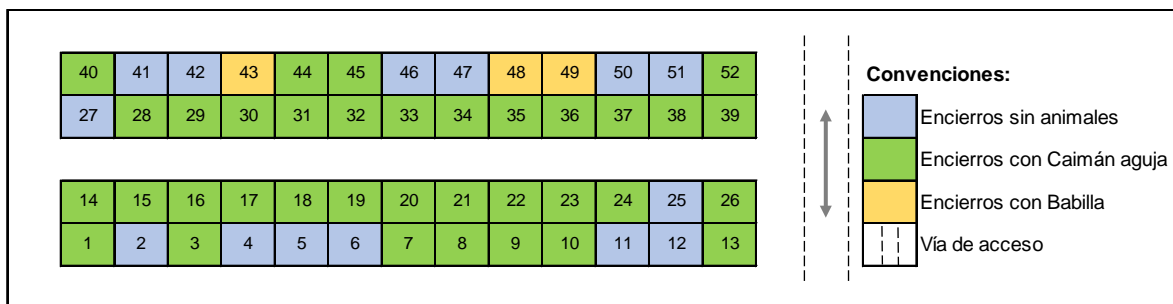 40 41 42 43 44 45 46 47 48 49 50 51 52
27 28 29 30 31 32 33 34 35 36 37 38 39
14 15 16 17 18 19 20 21 22 23 24 25 26
1 2 3 4 5 6 7 8 9 10 11 12 13
Convenciones:
Encierros sin animales
Encierros con Caimán aguja
Encierros con Babilla
Vía de acceso